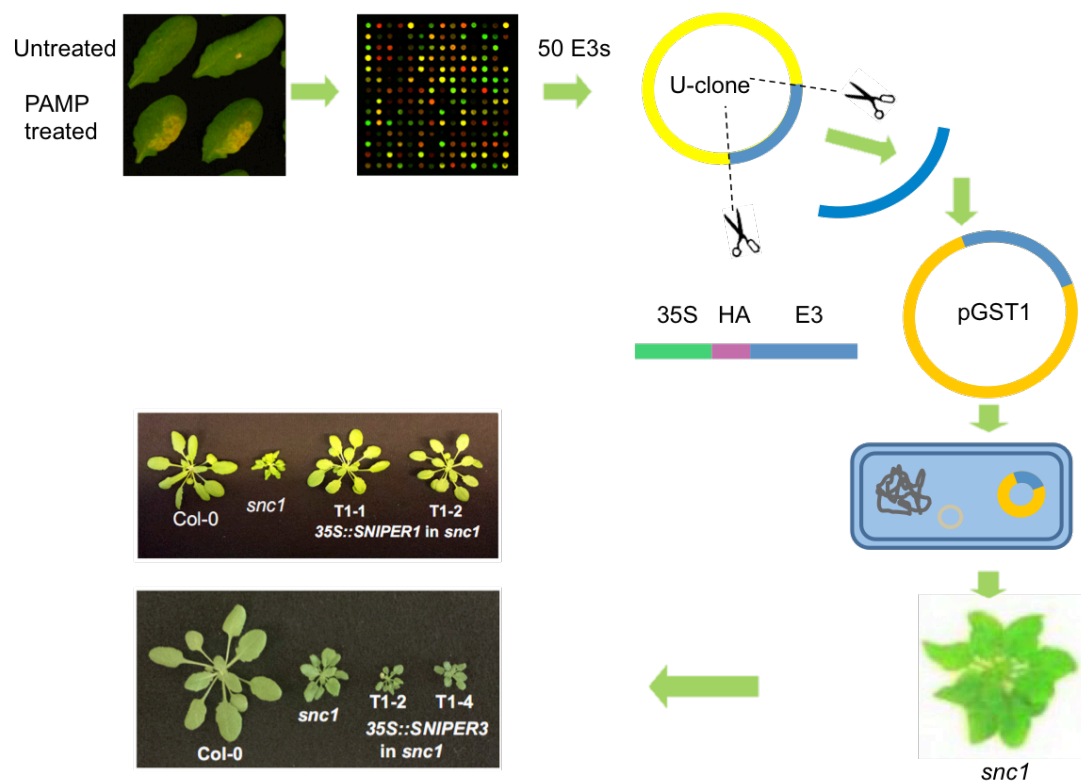 Untreated
PAMP
treated
50 E3s
U-clone
35S HA E3
pGST1
Col-0
snc1
T1-1
T1-2
35S::SNIPER1 in snc1
Col-0
snc1
T1-2
T1-4
35S::SNIPER3
in snc1
snc1